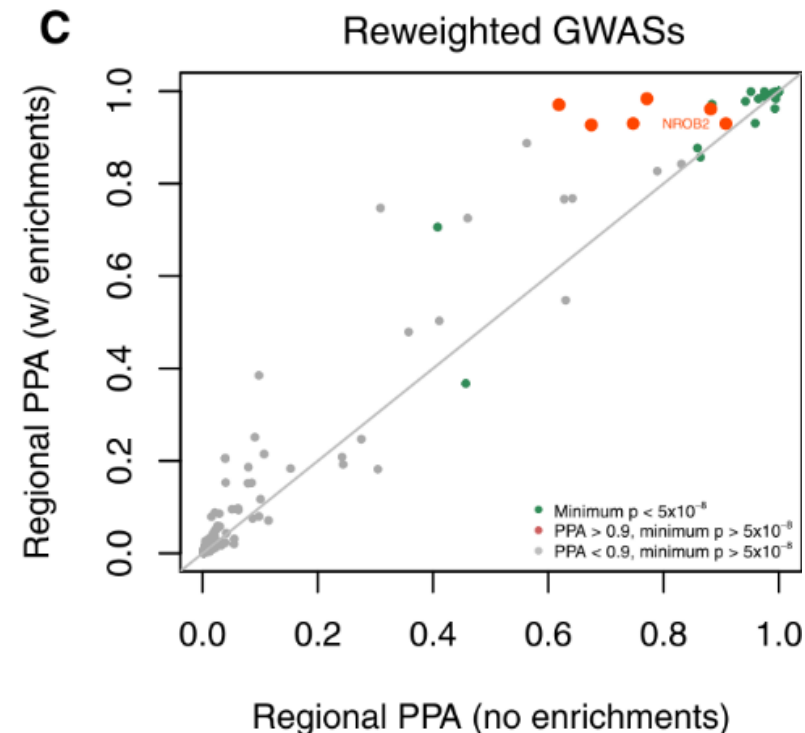 C
Reweighted GWASs
Regional PPA (w/ enrichments)
1.0
0.8
0.6
0.4
0.2
0.0
NROB2
Minimum p < 5x10⁻⁸
PPA > 0.9, minimum p > 5x10⁻⁸
PPA < 0.9, minimum p > 5x10⁻⁸
0.0 0.2 0.4 0.6 0.8 1.0
Regional PPA (no enrichments)